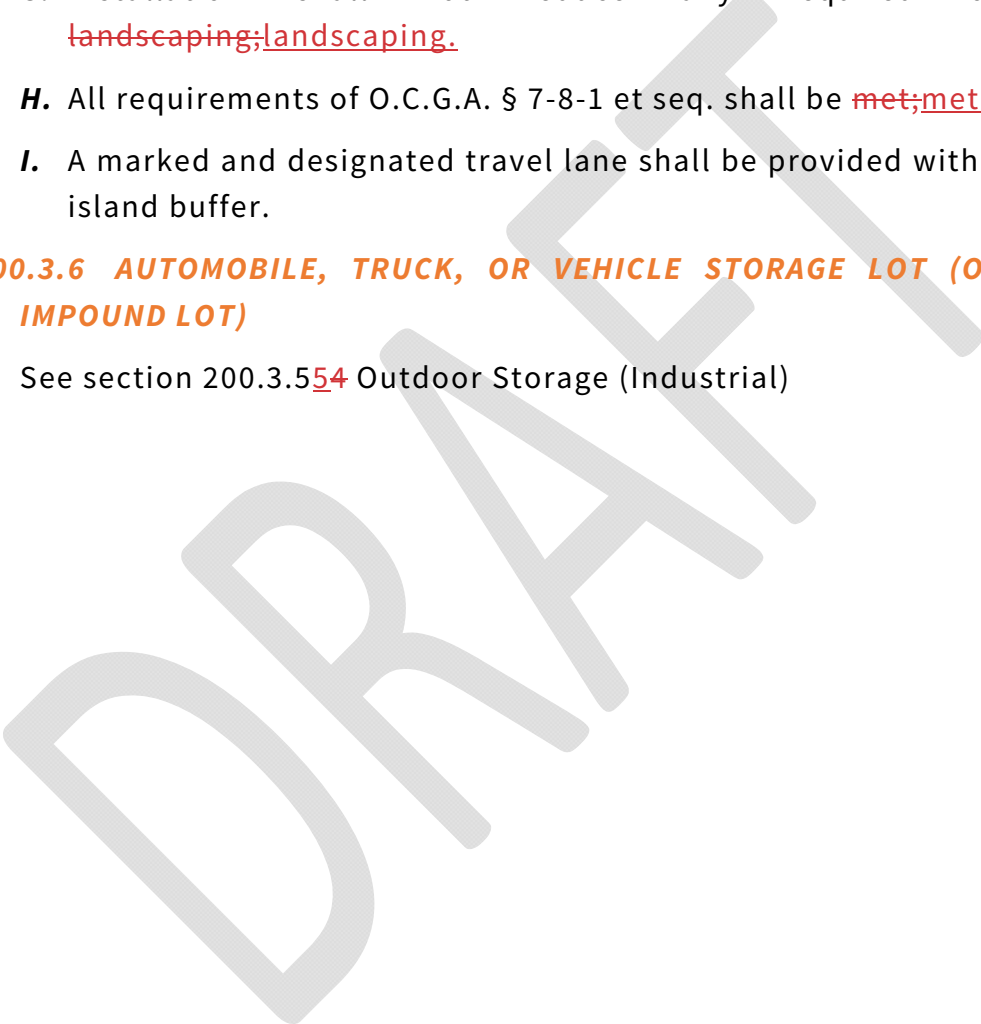 landscaping;landscaping.
H. All requirements of O.C.G.A. § 7-8-1 et seq. shall be met;met
I. A marked and designated travel lane shall be provided with
island buffer.
00.3.6 AUTOMOBILE, TRUCK, OR VEHICLE STORAGE LOT (O
IMPOUND LOT)
See section 200.3.554 Outdoor Storage (Industrial)
DRAFT